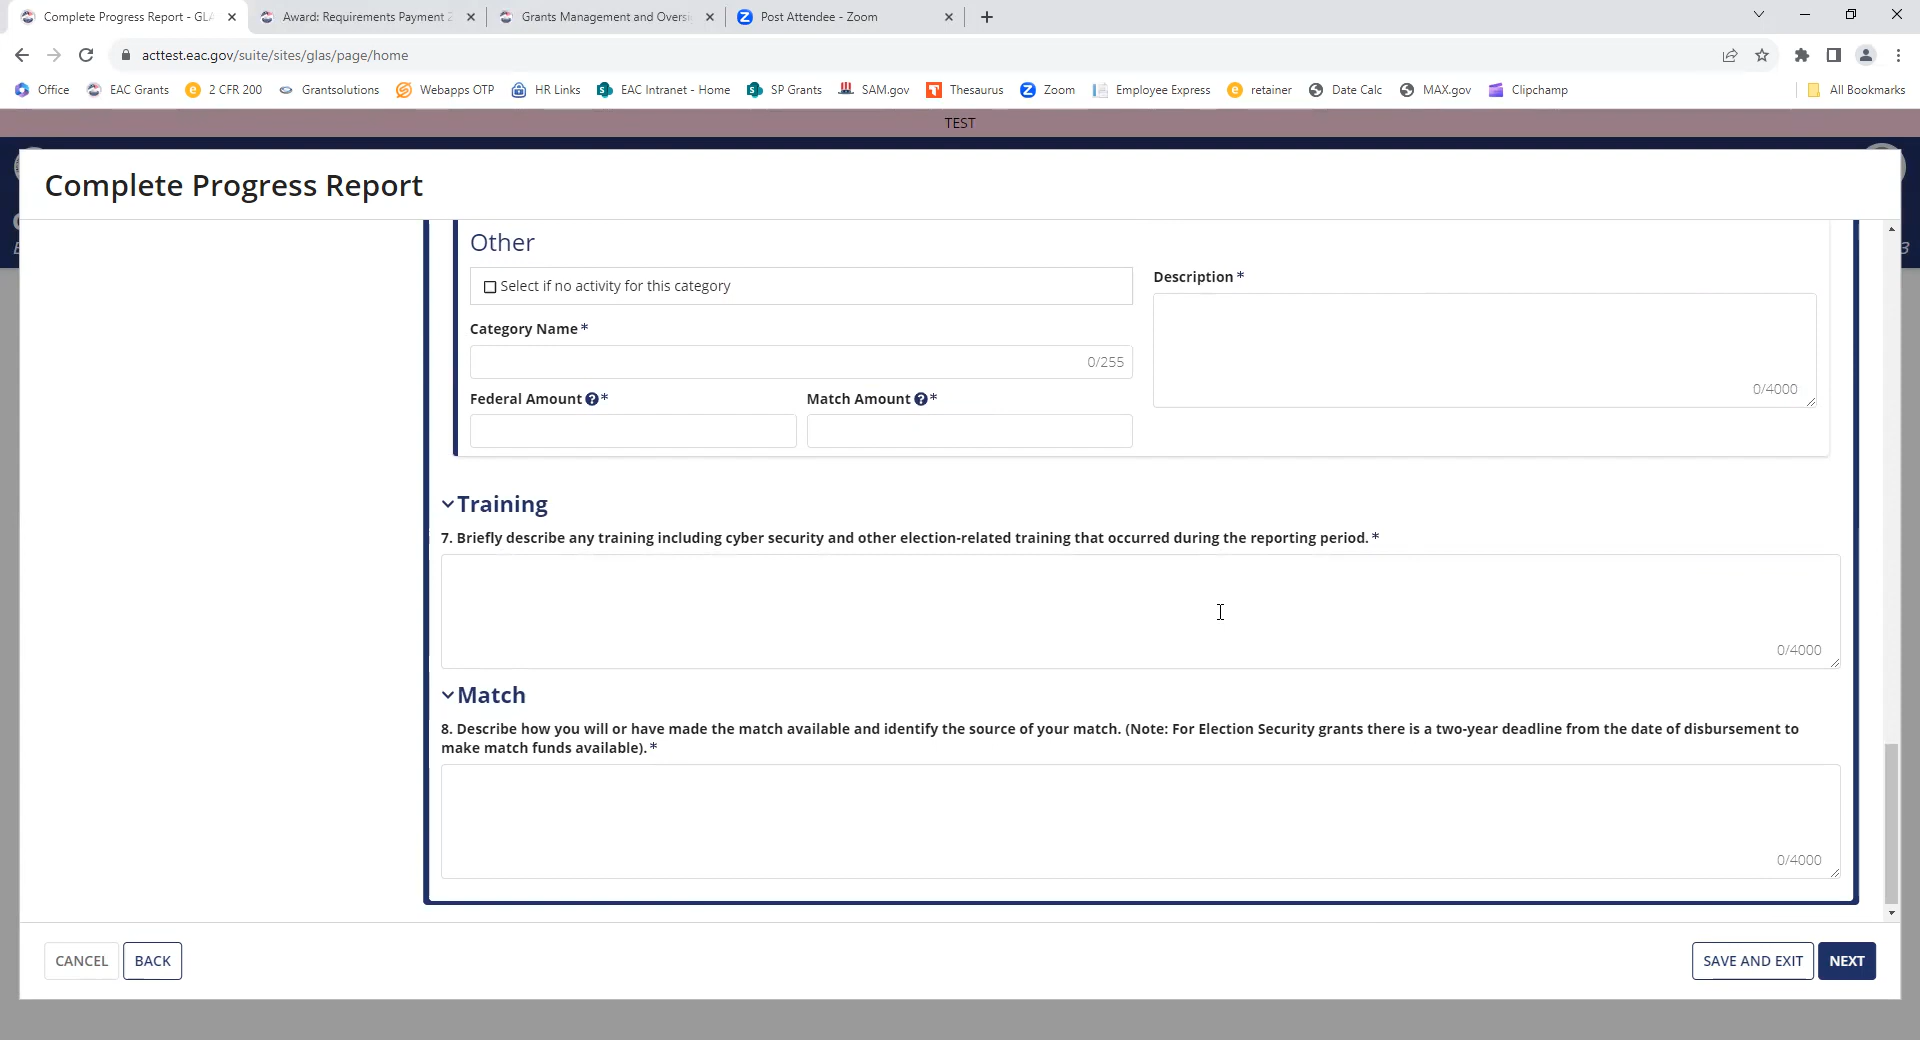 Complete Progress Report - GLA
Award: Requirements Payment 2
Grants Management and Oversi
Post Attendee - Zoom
acttest.eac.gov/suite/sites/glas/page/home
Office
EAC Grants
2 CFR 200
Grantsolutions
Webapps OTP
HR Links
EAC Intranet - Home
SP Grants
SAM.gov
Thesaurus
Zoom
Employee Express
retainer
Date Calc
MAX.gov
Clipchamp
All Bookmarks
TEST
Complete Progress Report
Other
Select if no activity for this category
Description *
Category Name *
0/255
0/4000
Federal Amount ? *
Match Amount ? *
Training
7. Briefly describe any training including cyber security and other election-related training that occurred during the reporting period. *
0/4000
Match
8. Describe how you will or have made the match available and identify the source of your match. (Note: For Election Security grants there is a two-year deadline from the date of disbursement to
make match funds available). *
0/4000
CANCEL
BACK
SAVE AND EXIT
NEXT